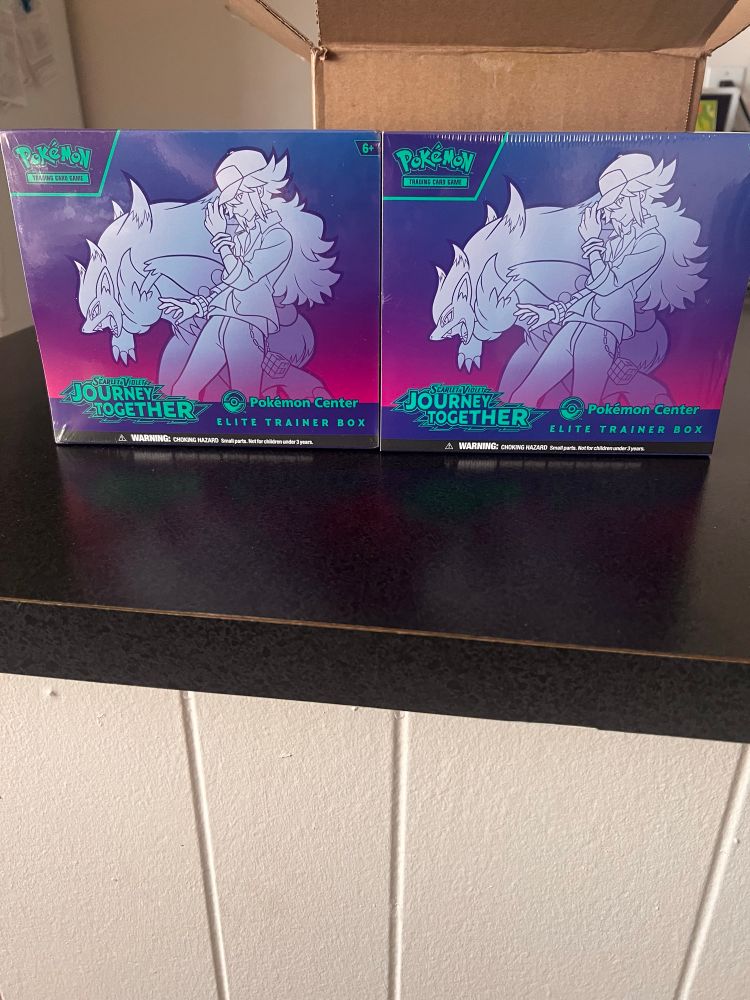 POKéMON
TRADING CARD GAME
6+
SCARLET & VIOLET
JOURNEY
TOGETHER
Pokémon Center
ELITE TRAINER BOX
WARNING: CHOKING HAZARD Small parts. Not for children under 3 years.
POKéMON
TRADING CARD GAME
SCARLET & VIOLET
JOURNEY
TOGETHER
Pokémon Center
ELITE TRAINER BOX
WARNING: CHOKING HAZARD Small parts. Not for children under 3 years.